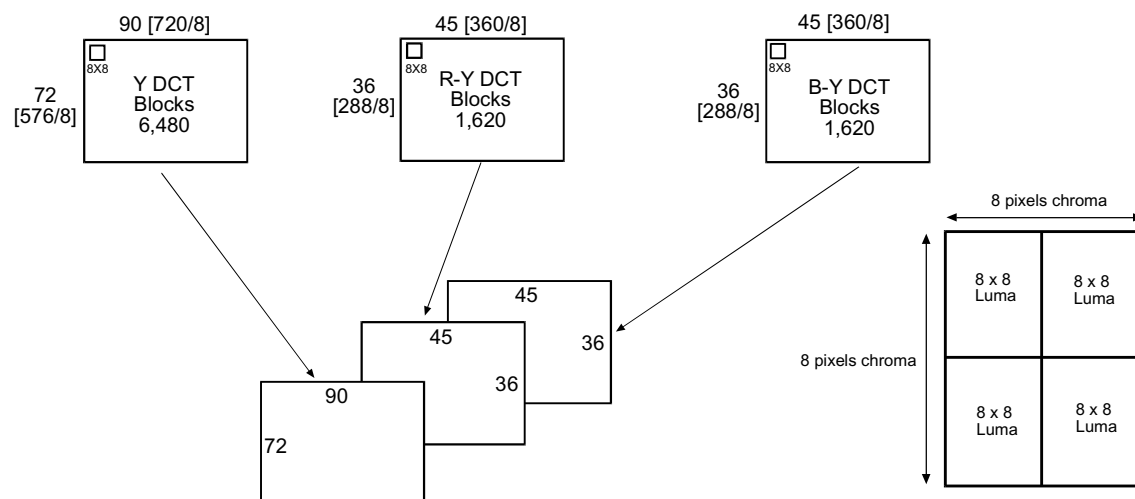 90 [720/8]
8X8
Y DCT
Blocks
6,480
72
[576/8]
45 [360/8]
8X8
R-Y DCT
Blocks
1,620
36
[288/8]
45 [360/8]
8X8
B-Y DCT
Blocks
1,620
36
[288/8]
45
36
45
36
90
72
8 pixels chroma
8 pixels chroma
8 x 8
Luma
8 x 8
Luma
8 x 8
Luma
8 x 8
Luma